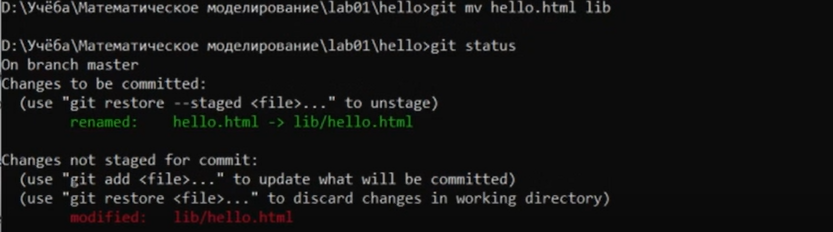 D:\Учёба\Математическое моделирование\lab01\hello>git mv hello.html lib
D:\Учёба\Математическое моделирование\lab01\hello>git status
On branch master
Changes to be committed:
(use "git restore --staged <file>..." to unstage)
renamed: hello.html -> lib/hello.html
Changes not staged for commit:
(use "git add <file>..." to update what will be committed)
(use "git restore <file>..." to discard changes in working directory)
modified: lib/hello.html